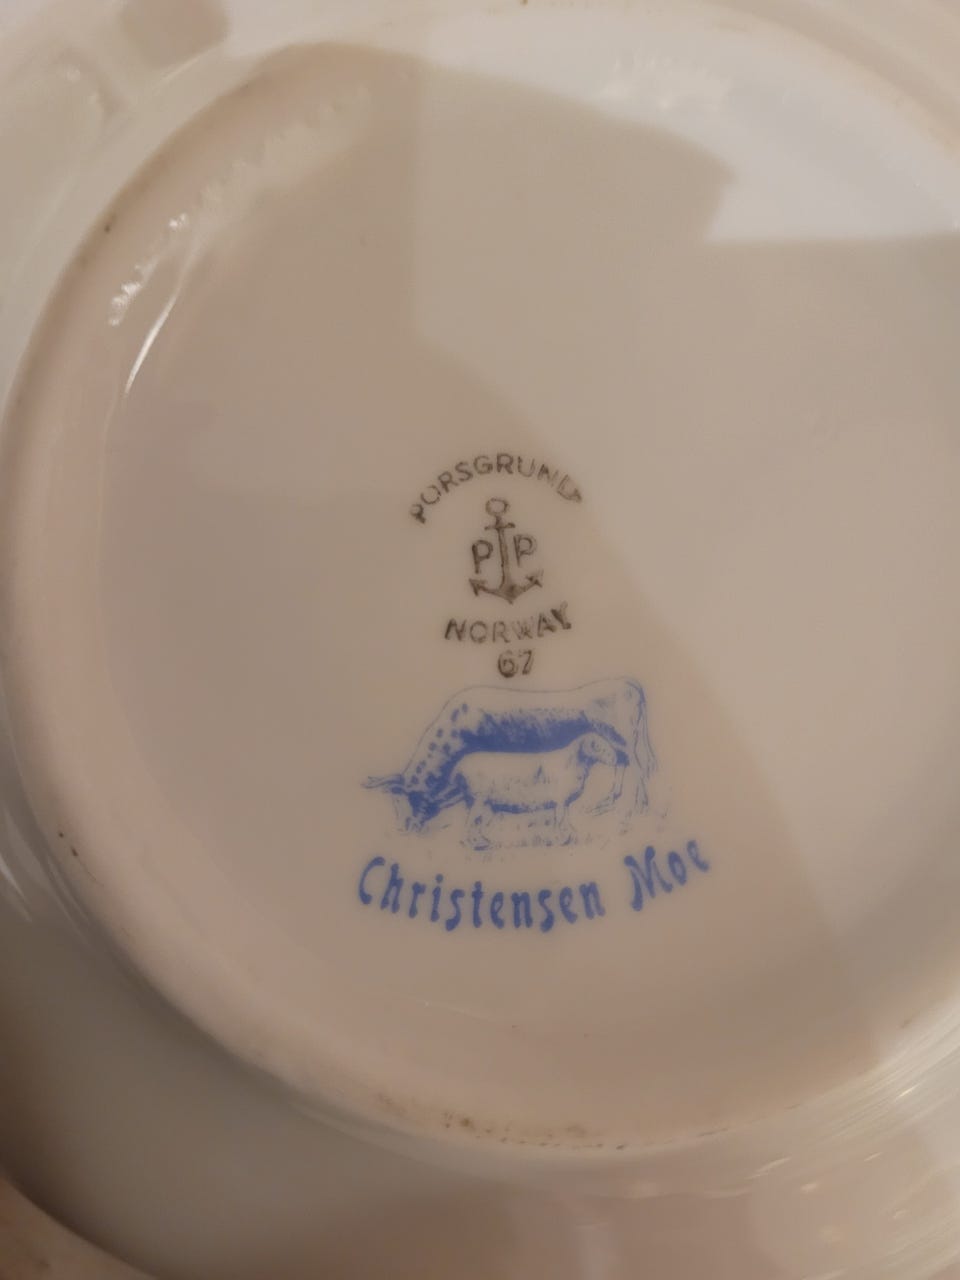 PORSGRUND
P P
NORWAY
67
Christensen Moe